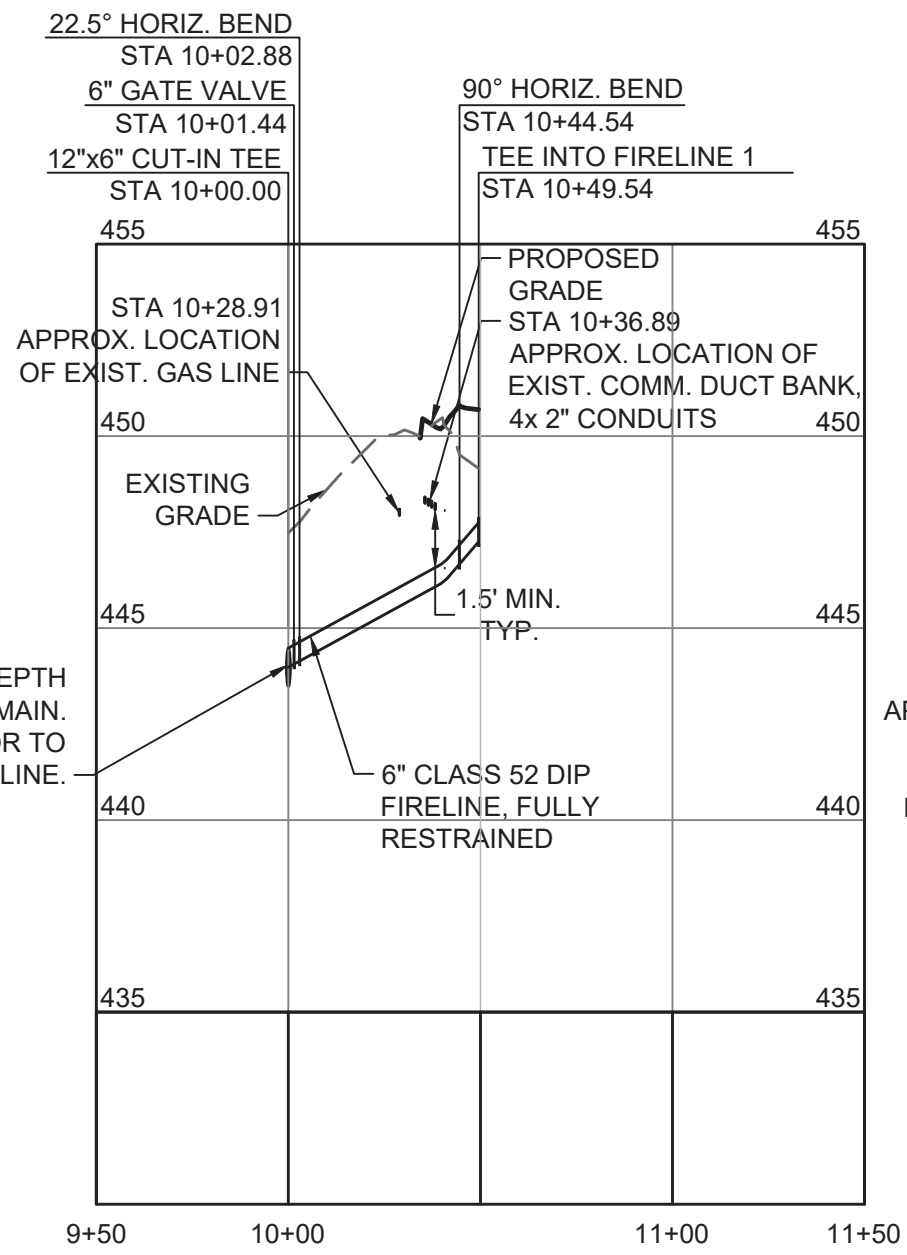 22.5° HORIZ. BEND
STA 10+02.88
6" GATE VALVE
STA 10+01.44
12"x6" CUT-IN TEE
STA 10+00.00
90° HORIZ. BEND
STA 10+44.54
TEE INTO FIRELINE 1
STA 10+49.54
455
455
STA 10+28.91
APPROX. LOCATION
OF EXIST. GAS LINE
PROPOSED
GRADE
STA 10+36.89
APPROX. LOCATION OF
EXIST. COMM. DUCT BANK,
4x 2" CONDUITS
450
450
EXISTING
GRADE
1.5' MIN.
TYP.
445
445
EPTH
MAIN.
OR TO
LINE.
6" CLASS 52 DIP
FIRELINE, FULLY
RESTRAINED
440
440
435
435
9+50
10+00
11+00
11+50